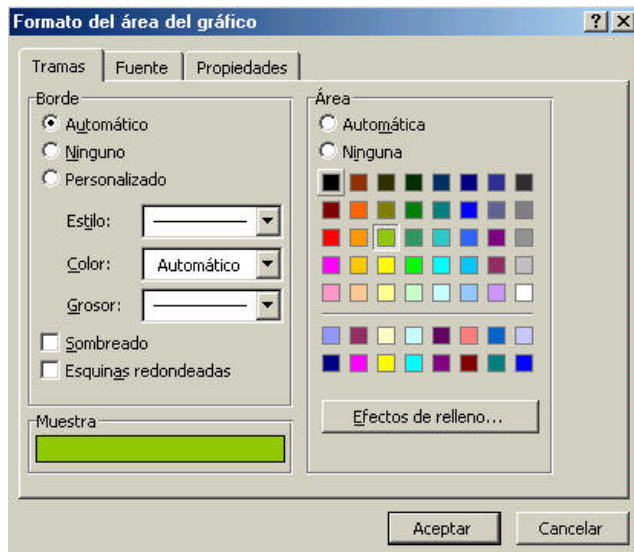 Formato del área del gráfico
Tramas Fuente Propiedades
Borde
Automático
Ninguno
Personalizado
Estilo:
Color: Automático
Grosor:
Sombreado
Esquinas redondeadas
Muestra
Área
Automática
Ninguna
Efectos de relleno...
Aceptar Cancelar